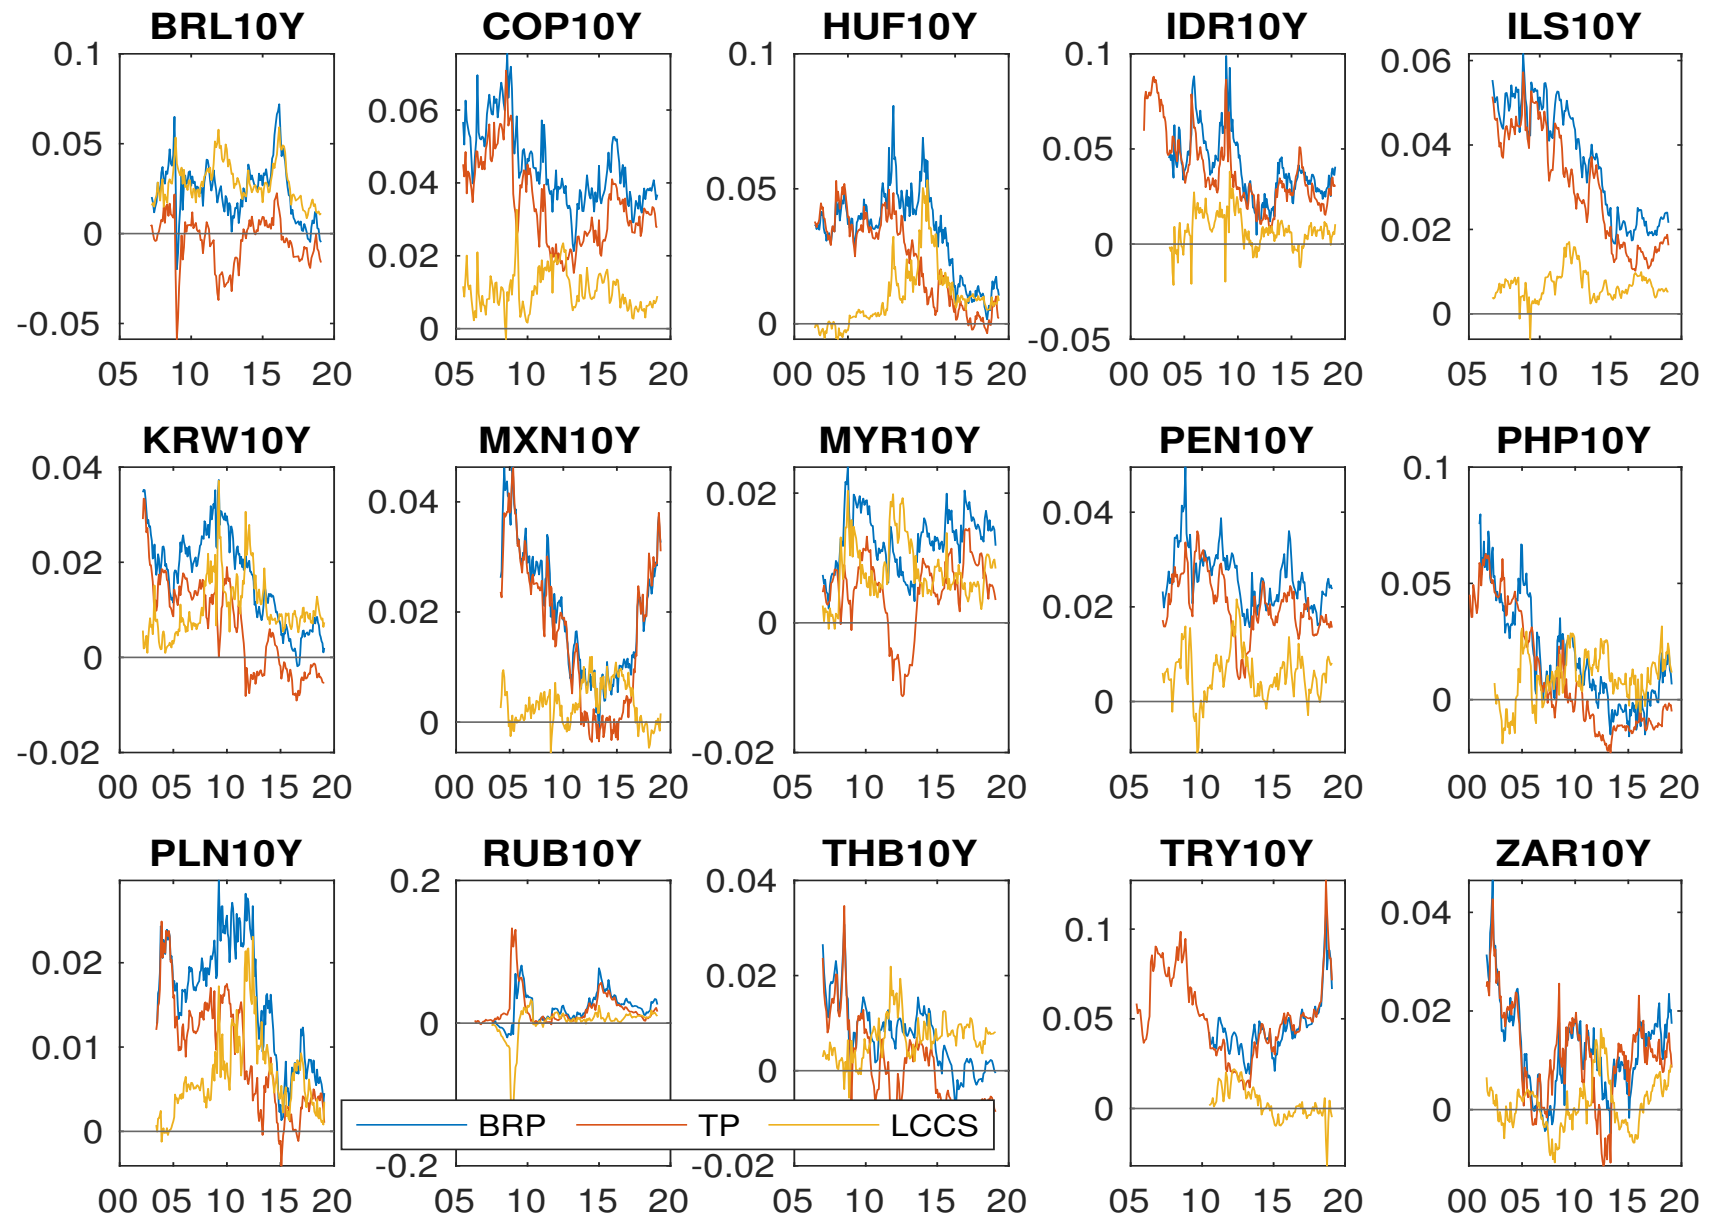 BRL10Y COP10Y HUF10Y IDR10Y ILS10Y
0.1 0.05 0 -0.05
0.06 0.04 0.02 0
0.1 0.05 0
0.1 0.05 0 -0.05
0.06 0.04 0.02 0
05 10 15 20 05 10 15 20 00 05 10 15 20 00 05 10 15 20 05 10 15 20
KRW10Y MXN10Y MYR10Y PEN10Y PHP10Y
0.04 0.02 0 -0.02
0.04 0.02 0
0.02 0 -0.02
0.04 0.02 0
0.1 0.05 0
00 05 10 15 20 00 05 10 15 20 05 10 15 20 05 10 15 20 00 05 10 15 20
PLN10Y RUB10Y THB10Y TRY10Y ZAR10Y
0.02 0.01 0
0.2 0 -0.2
0.04 0.02 0 -0.02
0.1 0.05 0
0.04 0.02 0
BRP TP LCCS
00 05 10 15 20 05 10 15 20 05 10 15 20 05 10 15 20 00 05 10 15 20